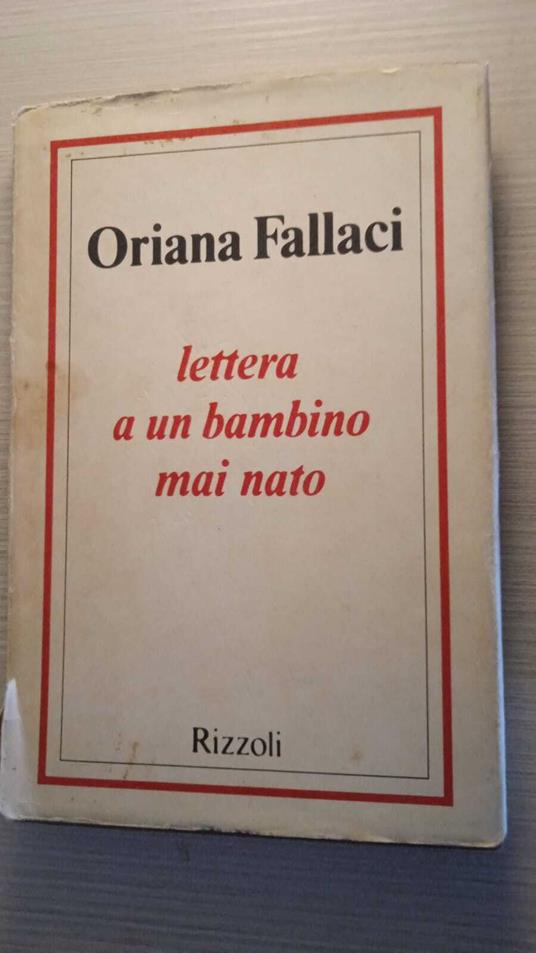 Oriana Fallaci
lettera
a un bambino
mai nato
Rizzoli